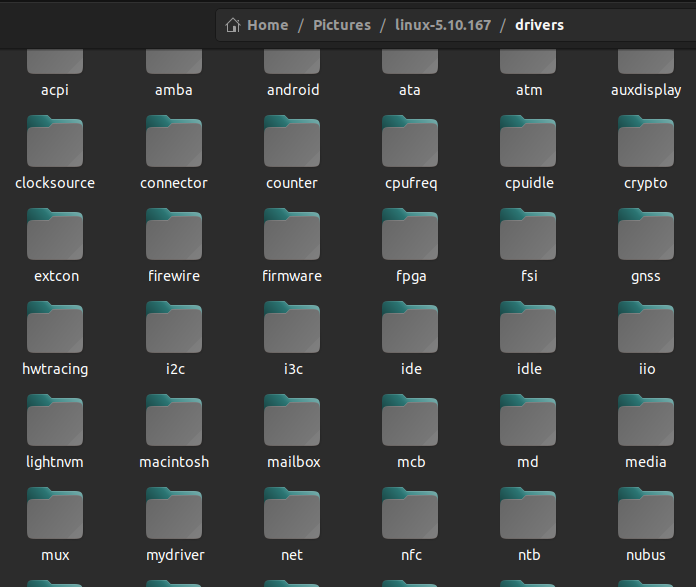 Home / Pictures / linux-5.10.167 / drivers
acpi amba android ata atm auxdisplay
clocksource connector counter cpufreq cpuidle crypto
extcon firewire firmware fpga fsi gnss
hwtracing i2c i3c ide idle iio
lightnvm macintosh mailbox mcb md media
mux mydriver net nfc ntb nubus